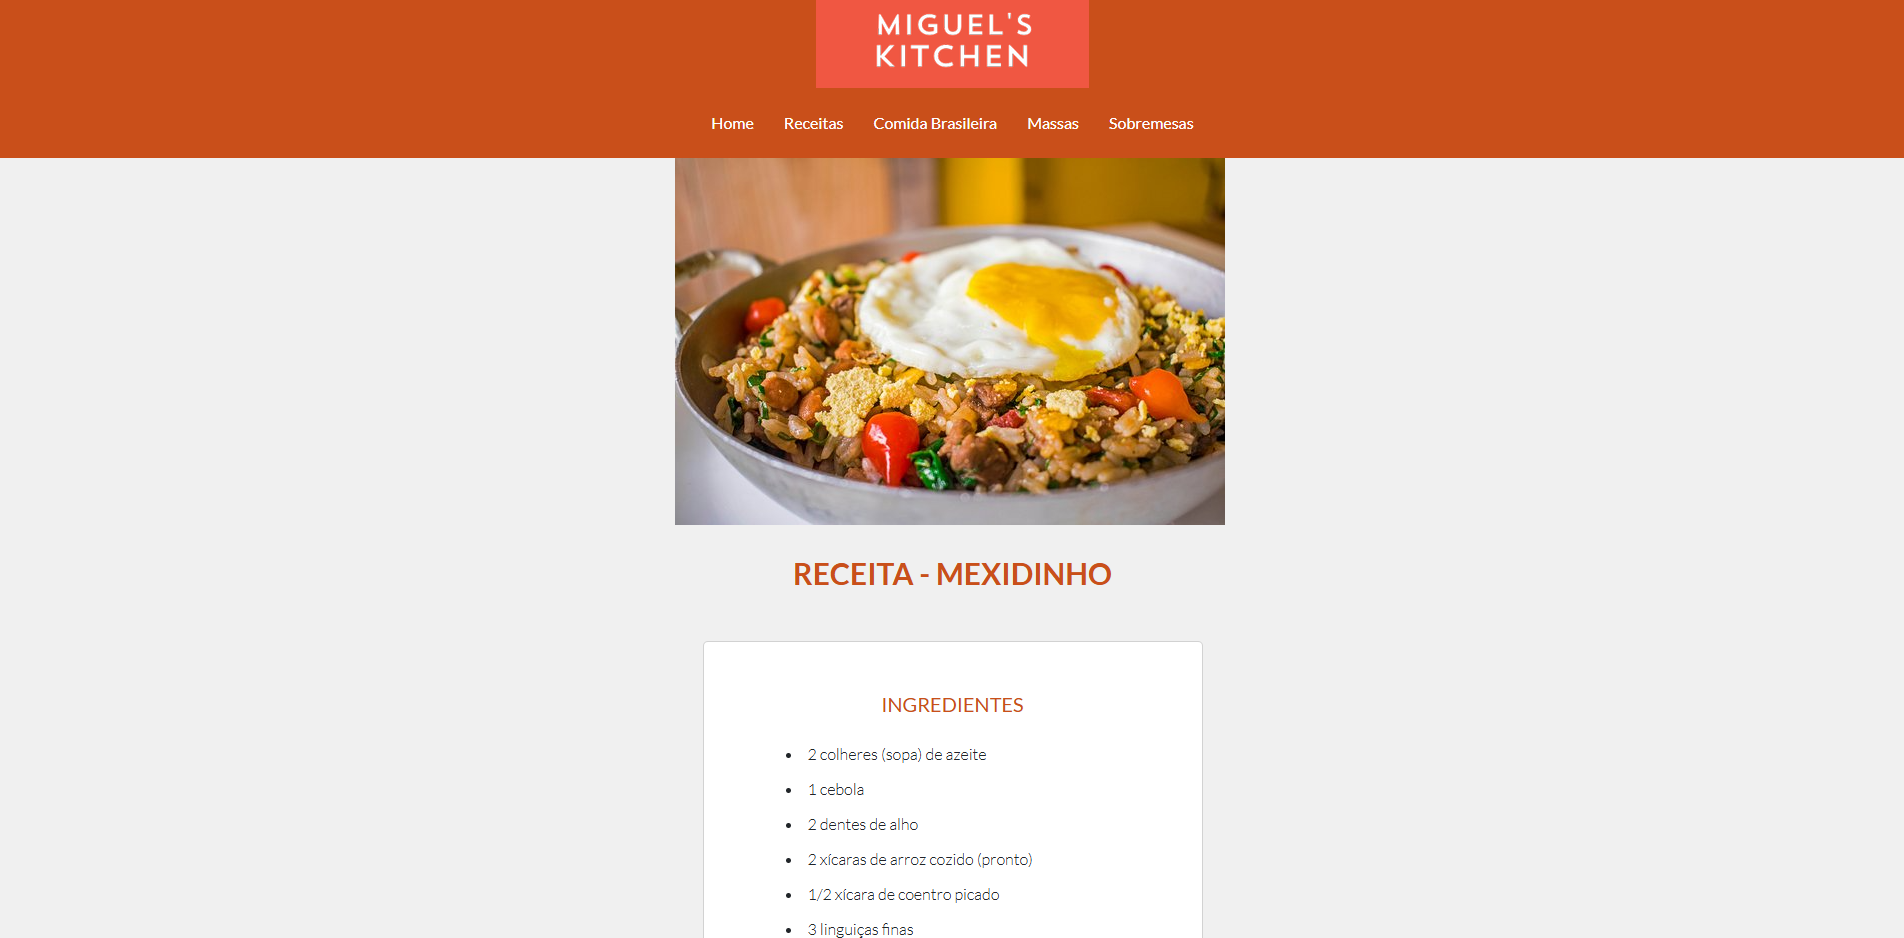 MIGUEL'S
KITCHEN
Home Receitas Comida Brasileira Massas Sobremesas
RECEITA - MEXIDINHO
INGREDIENTES
2 colheres (sopa) de azeite
1 cebola
2 dentes de alho
2 xícaras de arroz cozido (pronto)
1/2 xícara de coentro picado
3 linguiças finas